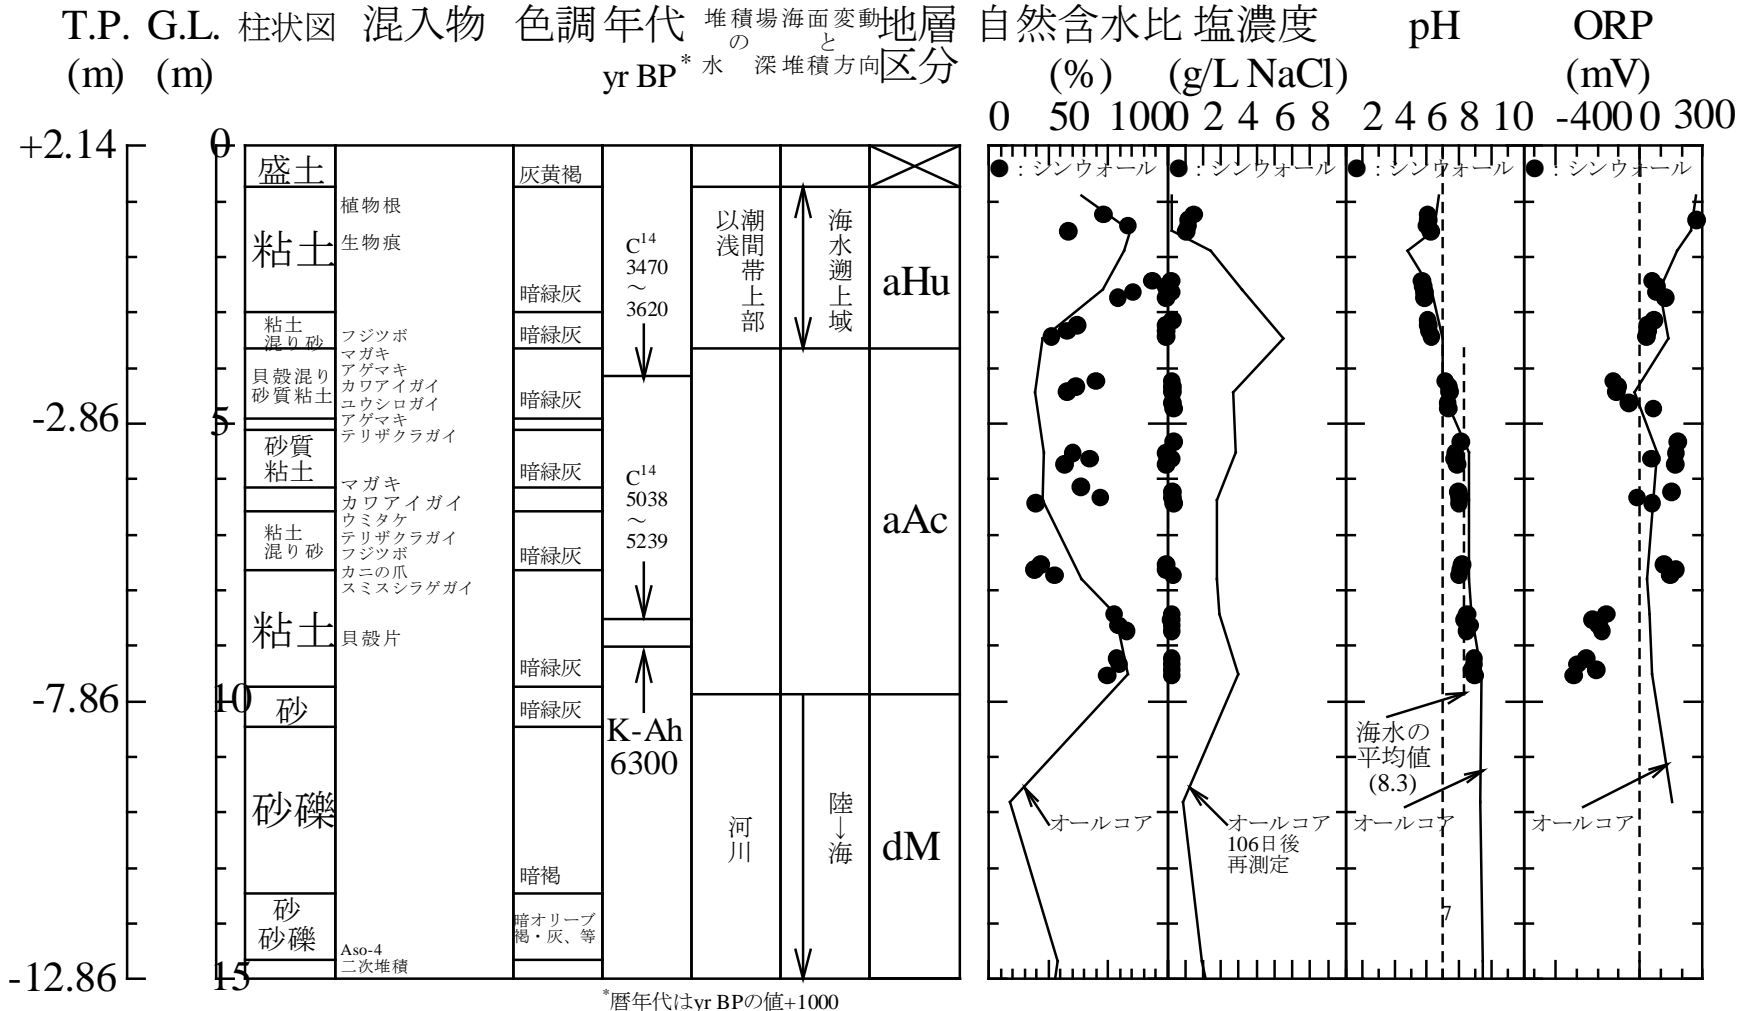 T.P. G.L. 柱状図 混入物 色調 年代 堆積場の水深 海面変動と堆積方向 地層区分 自然含水比 塩濃度 pH ORP
(m) (m) yr BP* (%) (g/L NaCl) (mV)
0 50 100 0 2 4 6 8 2 4 6 8 10 -400 0 300
+2.14 0
-2.86 5
-7.86 10
-12.86 15
盛土
粘土
粘土
混り砂
貝殻混り
砂質粘土
砂質
粘土
粘土
混り砂
粘土
砂
砂礫
砂
砂礫
植物根
生物痕
フジツボ
マガキ
アゲマキ
カワアイガイ
ユウシロガイ
アゲマキ
テリザクラガイ
マガキ
カワアイガイ
ウミタケ
テリザクラガイ
フジツボ
カニの爪
スミスシラゲガイ
貝殻片
Aso-4
二次堆積
灰黄褐
暗緑灰
暗緑灰
暗緑灰
暗緑灰
暗緑灰
暗緑灰
暗緑灰
暗褐
暗オリーブ
褐・灰、等
C14
3470
～
3620
C14
5038
～
5239
K-Ah
6300
潮間帯上部
以浅
河川
海水遡上域
陸→海
aHu
aAc
dM
●：シンウォール
●：シンウォール
●：シンウォール
●：シンウォール
オールコア
オールコア
106日後
再測定
海水の
平均値
(8.3)
オールコア
7
オールコア
*暦年代はyr BPの値+1000